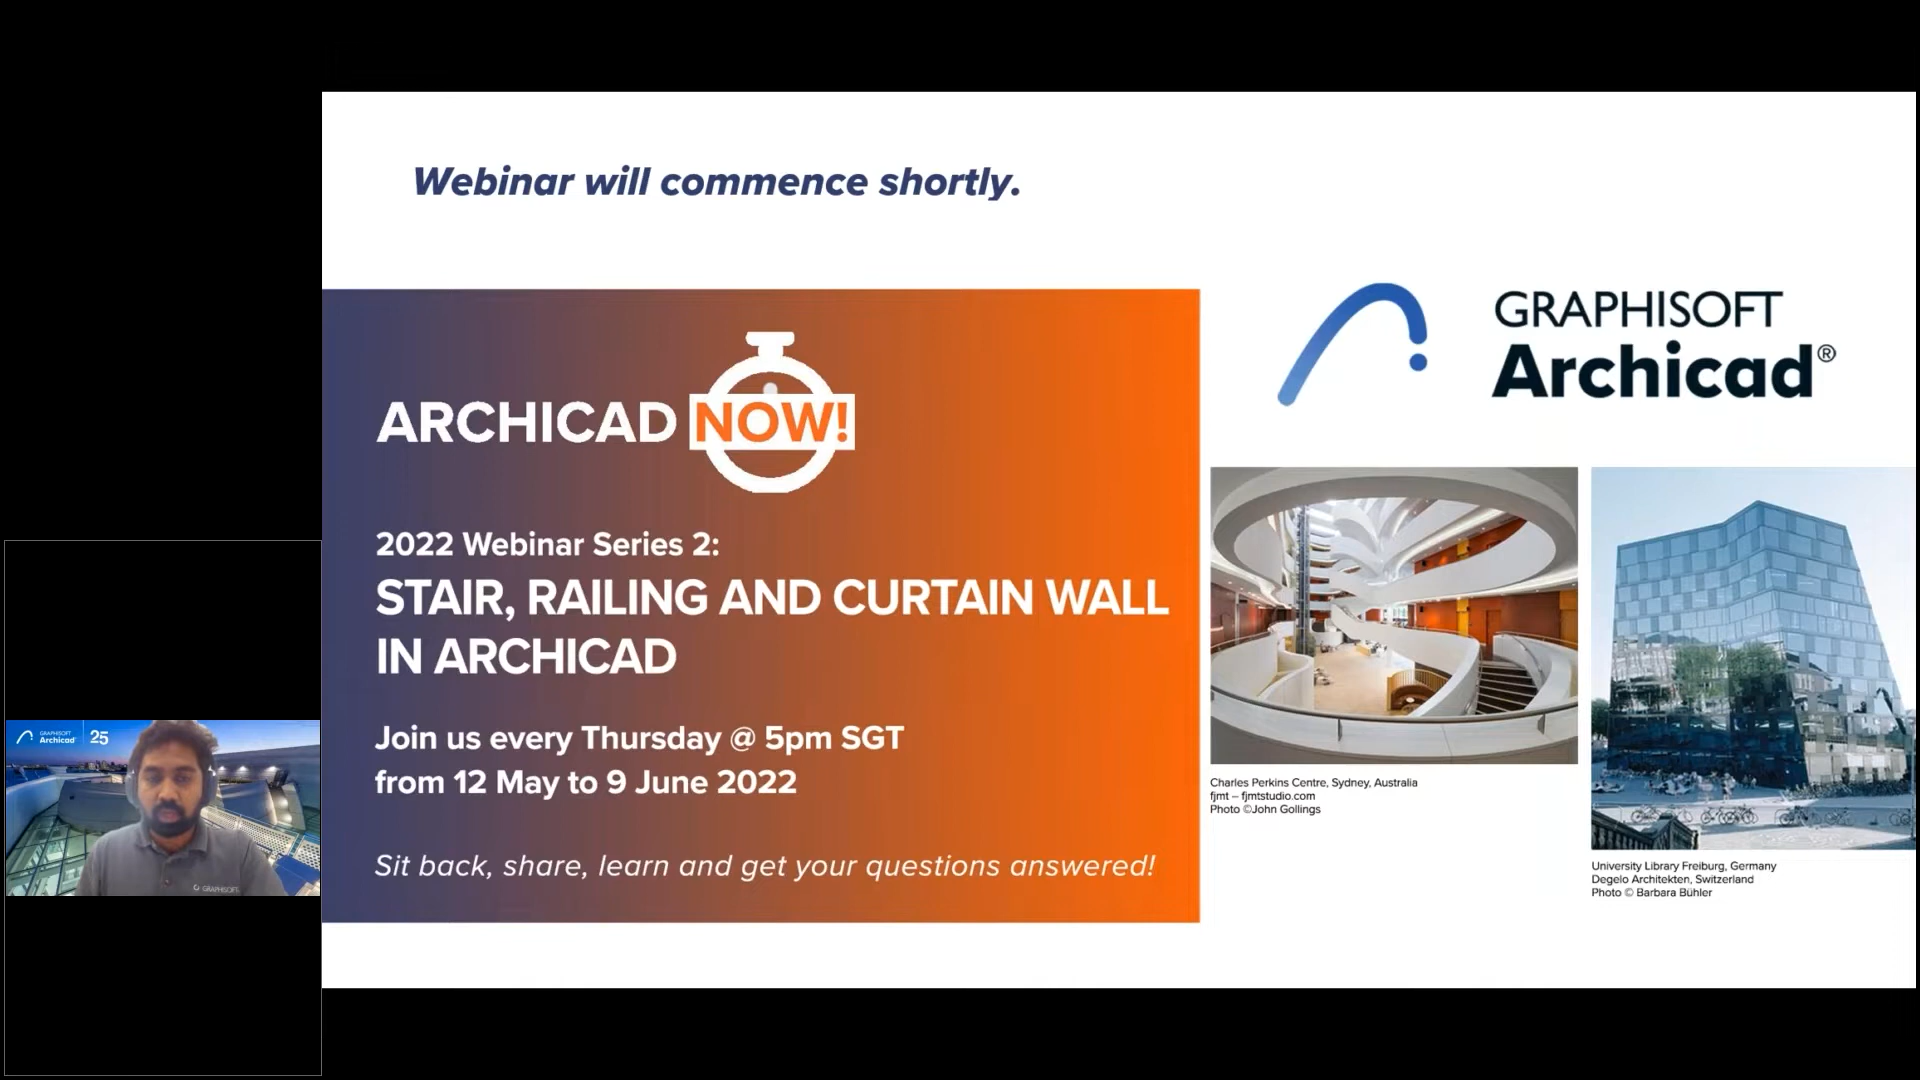 Webinar will commence shortly.
ARCHICAD NOW!
2022 Webinar Series 2:
STAIR, RAILING AND CURTAIN WALL
IN ARCHICAD
Join us every Thursday @ 5pm SGT
from 12 May to 9 June 2022
Sit back, share, learn and get your questions answered!
GRAPHISOFT
Archicad®
Charles Perkins Centre, Sydney, Australia
fjmt – fjmtstudio.com
Photo ©John Gollings
University Library Freiburg, Germany
Degelo Architekten, Switzerland
Photo © Barbara Bühler
GRAPHISOFT
Archicad
25
GRAPHISOFT